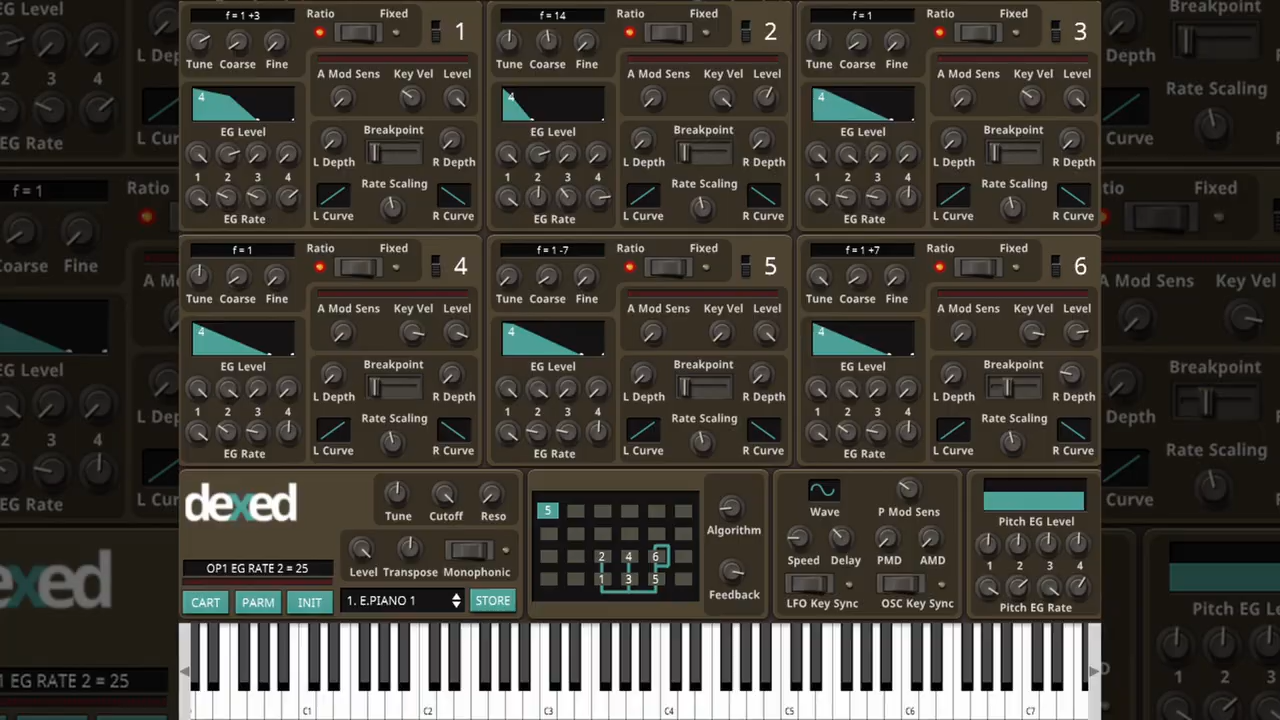 f = 1 +3 Ratio Fixed 1
Tune Coarse Fine
A Mod Sens Key Vel Level
4
EG Level
Breakpoint
L Depth R Depth
1 2 3 4
Rate Scaling
EG Rate
L Curve R Curve
f = 14 Ratio Fixed 2
Tune Coarse Fine
A Mod Sens Key Vel Level
4
EG Level
Breakpoint
L Depth R Depth
1 2 3 4
Rate Scaling
EG Rate
L Curve R Curve
f = 1 Ratio Fixed 3
Tune Coarse Fine
A Mod Sens Key Vel Level
4
EG Level
Breakpoint
L Depth R Depth
1 2 3 4
Rate Scaling
EG Rate
L Curve R Curve
f = 1 Ratio Fixed 4
Tune Coarse Fine
A Mod Sens Key Vel Level
4
EG Level
Breakpoint
L Depth R Depth
1 2 3 4
Rate Scaling
EG Rate
L Curve R Curve
f = 1 -7 Ratio Fixed 5
Tune Coarse Fine
A Mod Sens Key Vel Level
4
EG Level
Breakpoint
L Depth R Depth
1 2 3 4
Rate Scaling
EG Rate
L Curve R Curve
f = 1 +7 Ratio Fixed 6
Tune Coarse Fine
A Mod Sens Key Vel Level
4
EG Level
Breakpoint
L Depth R Depth
1 2 3 4
Rate Scaling
EG Rate
L Curve R Curve
dexed
Tune Cutoff Reso
OP1 EG RATE 2 = 25
Level Transpose Monophonic
CART PARM INIT 1. E.PIANO 1 STORE
5
2 4 6
1 3 5
Algorithm
Feedback
Wave P Mod Sens
Speed Delay PMD AMD
LFO Key Sync OSC Key Sync
Pitch EG Level
1 2 3 4
Pitch EG Rate
C1 C2 C3 C4 C5 C6 C7